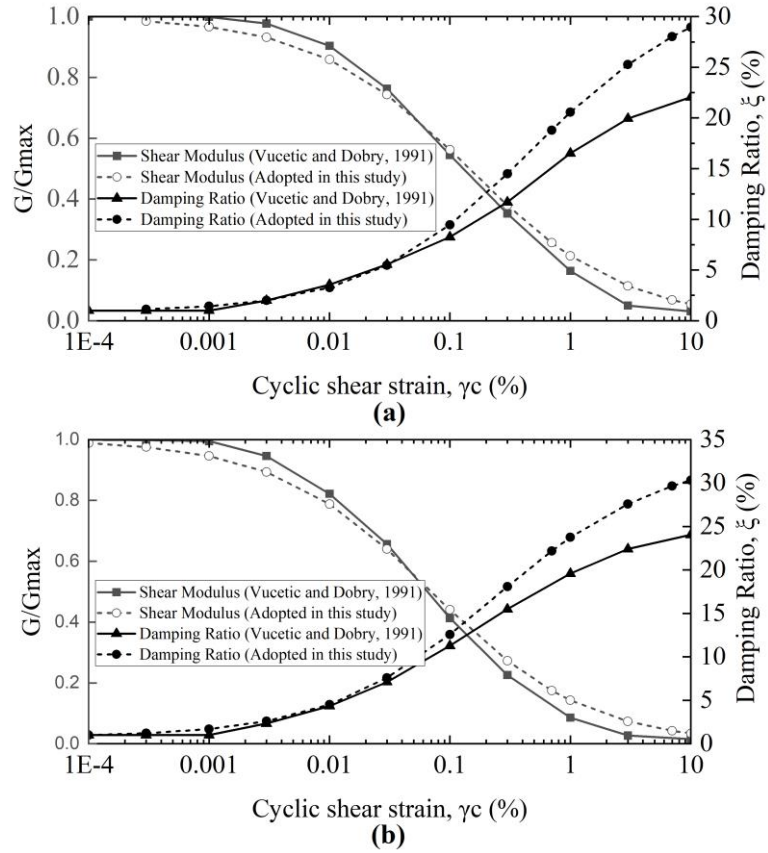 1.0
0.8
0.6
0.4
0.2
0.0
G/Gmax
30
25
20
15
10
5
0
Damping Ratio, ξ (%)
Shear Modulus (Vucetic and Dobry, 1991)
Shear Modulus (Adopted in this study)
Damping Ratio (Vucetic and Dobry, 1991)
Damping Ratio (Adopted in this study)
1E-4 0.001 0.01 0.1 1 10
Cyclic shear strain, γc (%)
(a)
1.0
0.8
0.6
0.4
0.2
0.0
G/Gmax
35
30
25
20
15
10
5
0
Damping Ratio, ξ (%)
Shear Modulus (Vucetic and Dobry, 1991)
Shear Modulus (Adopted in this study)
Damping Ratio (Vucetic and Dobry, 1991)
Damping Ratio (Adopted in this study)
1E-4 0.001 0.01 0.1 1 10
Cyclic shear strain, γc (%)
(b)